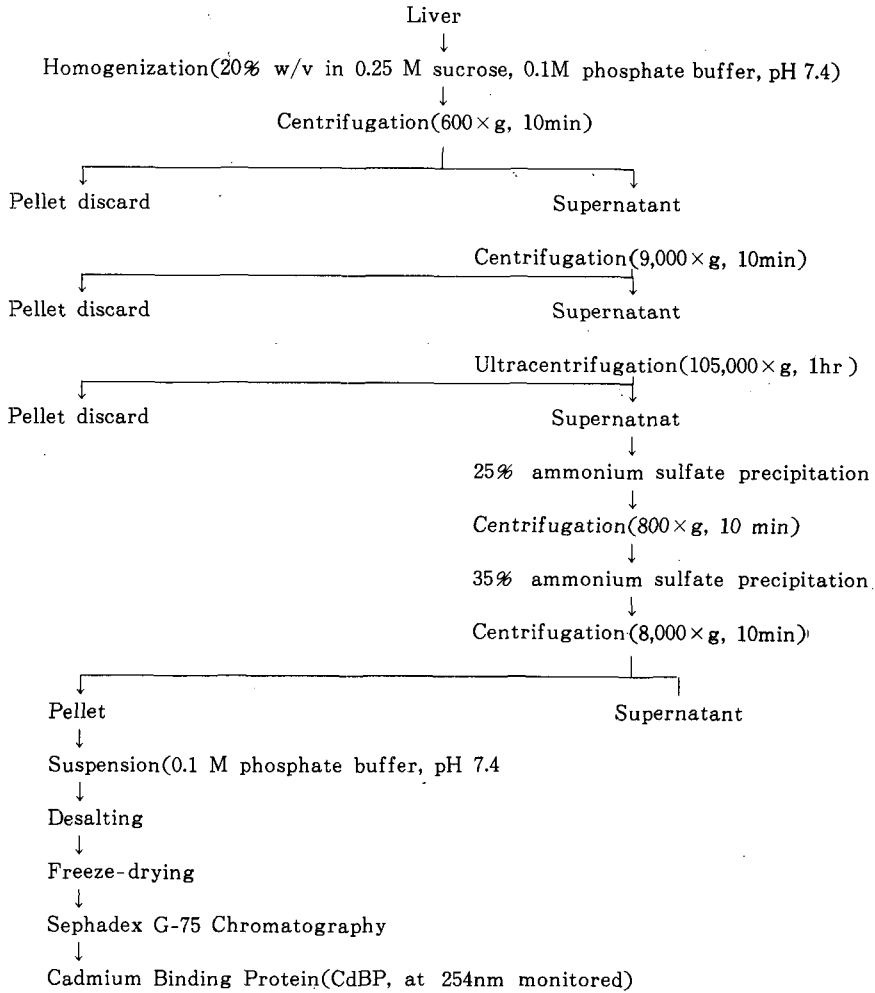 Liver
↓
Homogenization(20% w/v in 0.25 M sucrose, 0.1M phosphate buffer, pH 7.4)
↓
Centrifugation(600×g, 10min)
↓ ↓
Pellet discard Supernatant
Centrifugation(9,000×g, 10min)
↓ ↓
Pellet discard Supernatant
Ultracentrifugation(105,000×g, 1hr)
↓ ↓
Pellet discard Supernatnat
↓
25% ammonium sulfate precipitation
↓
Centrifugation(800×g, 10 min)
↓
35% ammonium sulfate precipitation
↓
Centrifugation(8,000×g, 10min)
↓
Pellet Supernatant
↓
Suspension(0.1 M phosphate buffer, pH 7.4
↓
Desalting
↓
Freeze-drying
↓
Sephadex G-75 Chromatography
↓
Cadmium Binding Protein(CdBP, at 254nm monitored)